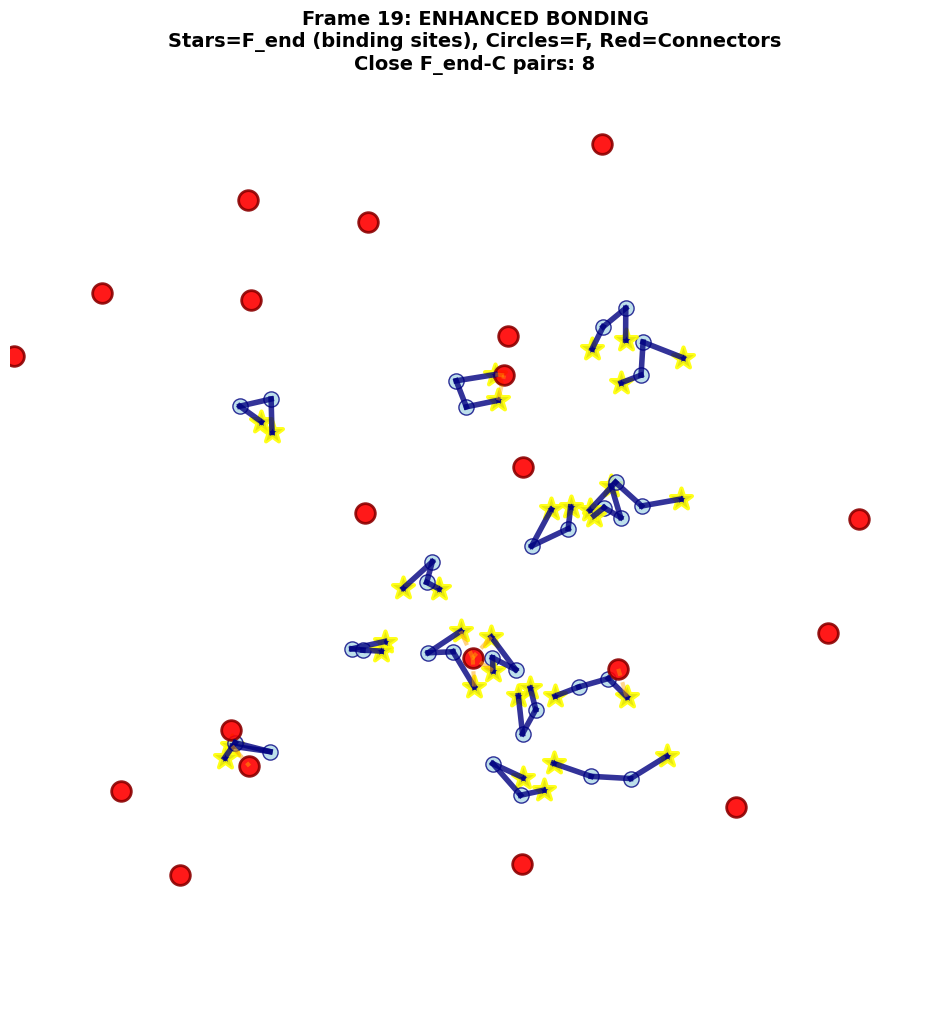 Frame 19: ENHANCED BONDING
Stars=F_end (binding sites), Circles=F, Red=Connectors
Close F_end-C pairs: 8